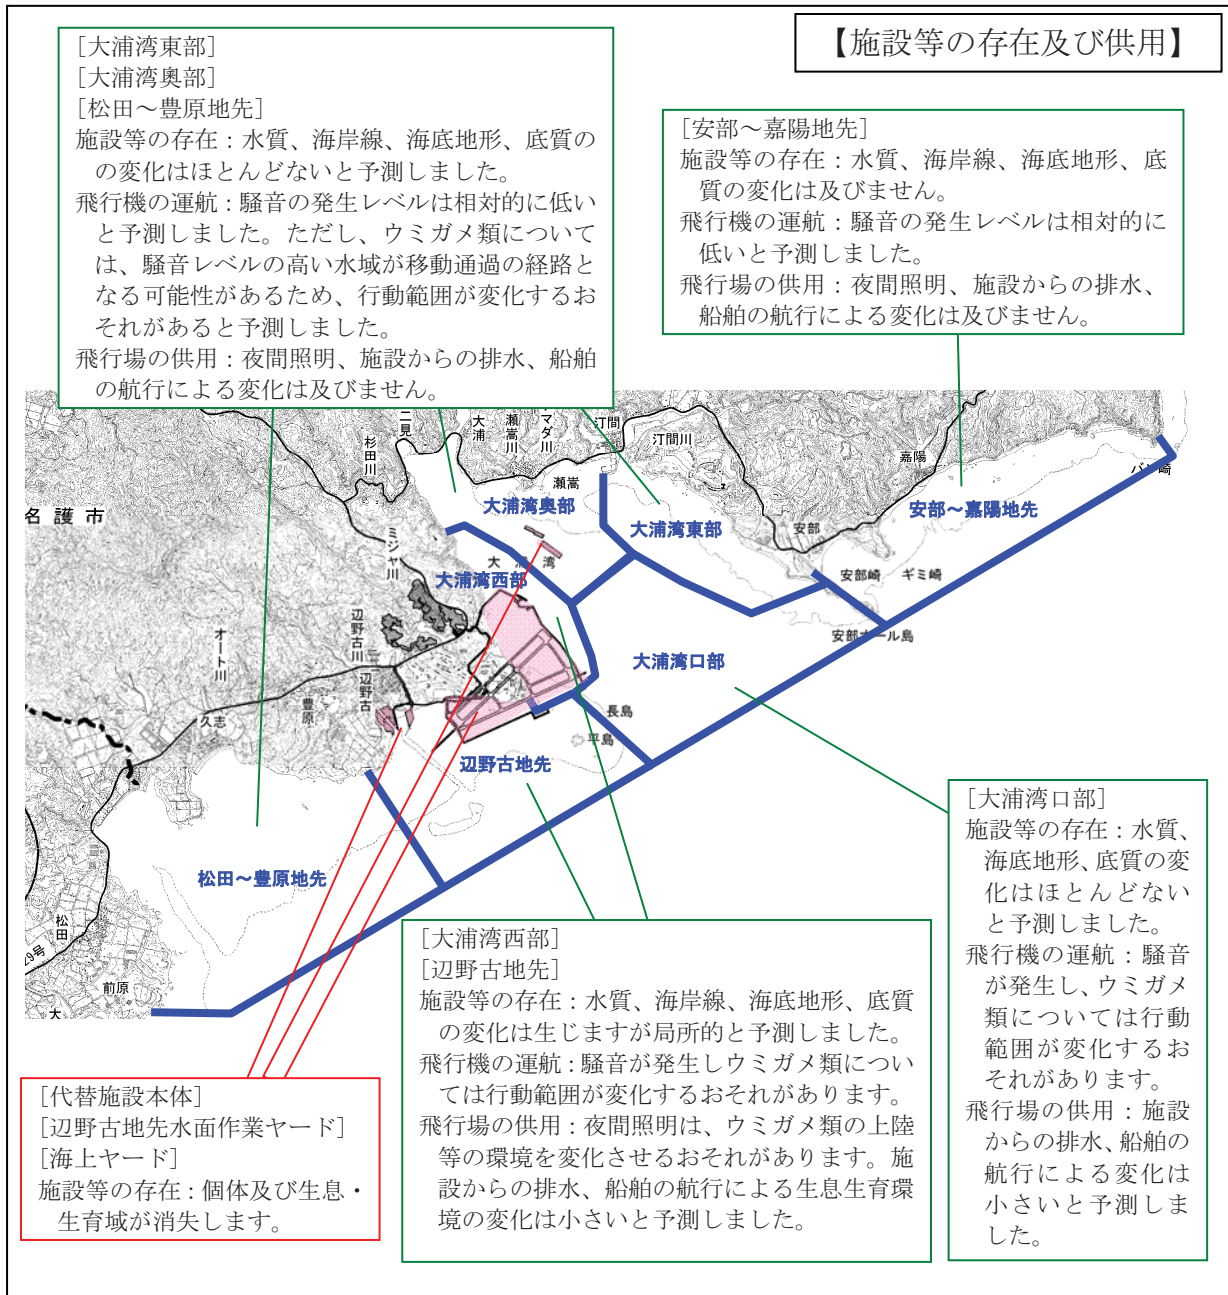 【施設等の存在及び供用】
[大浦湾東部]
[大浦湾奥部]
[松田～豊原地先]
施設等の存在：水質、海岸線、海底地形、底質の
の変化はほとんどないと予測しました。
飛行機の運航：騒音の発生レベルは相対的に低い
と予測しました。ただし、ウミガメ類について
は、騒音レベルの高い水域が移動通過の経路と
なる可能性があるため、行動範囲が変化するお
それがあると予測しました。
飛行場の供用：夜間照明、施設からの排水、船舶
の航行による変化は及びません。
[安部～嘉陽地先]
施設等の存在：水質、海岸線、海底地形、底
質の変化は及びません。
飛行機の運航：騒音の発生レベルは相対的に
低いと予測しました。
飛行場の供用：夜間照明、施設からの排水、
船舶の航行による変化は及びません。
二見
大浦
瀬嵩川
マダ川
汀間
汀間川
杉田川
瀬嵩
嘉陽
バン崎
大浦湾奥部
大浦湾東部
安部～嘉陽地先
名護市
ミジャ川
大浦湾
安部
大浦湾西部
安部崎
ギミ崎
安部オール島
辺野古川
オート川
辺野古
豊原
久志
大浦湾口部
長島
平島
辺野古地先
松田～豊原地先
松田
29号
前原
大
[大浦湾口部]
施設等の存在：水質、
海底地形、底質の変
化はほとんどない
と予測しました。
飛行機の運航：騒音
が発生し、ウミガメ
類については行動
範囲が変化するお
それがあります。
飛行場の供用：施設
からの排水、船舶の
航行による変化は
小さいと予測しま
した。
[大浦湾西部]
[辺野古地先]
施設等の存在：水質、海岸線、海底地形、底質
の変化は生じますが局所的と予測しました。
飛行機の運航：騒音が発生しウミガメ類につい
ては行動範囲が変化するおそれがあります。
飛行場の供用：夜間照明は、ウミガメ類の上陸
等の環境を変化させるおそれがあります。施
設からの排水、船舶の航行による生息生育環
境の変化は小さいと予測しました。
[代替施設本体]
[辺野古地先水面作業ヤード]
[海上ヤード]
施設等の存在：個体及び生息・
生育域が消失します。